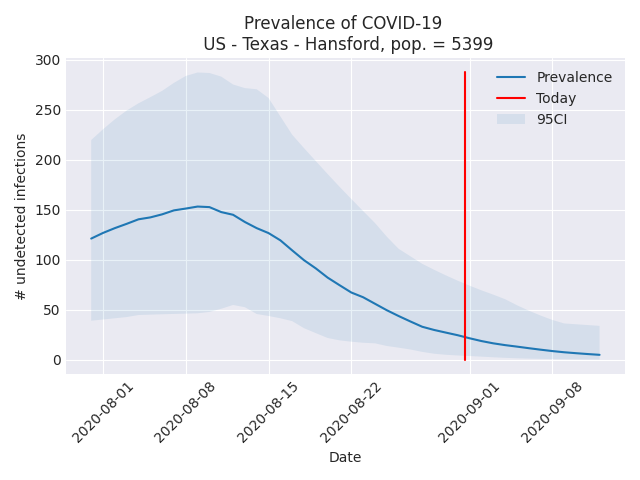 Prevalence of COVID-19
US - Texas - Hansford, pop. = 5399
Prevalence
Today
95CI
# undetected infections
300
250
200
150
100
50
0
2020-08-01
2020-08-08
2020-08-15
2020-08-22
2020-09-01
2020-09-08
Date